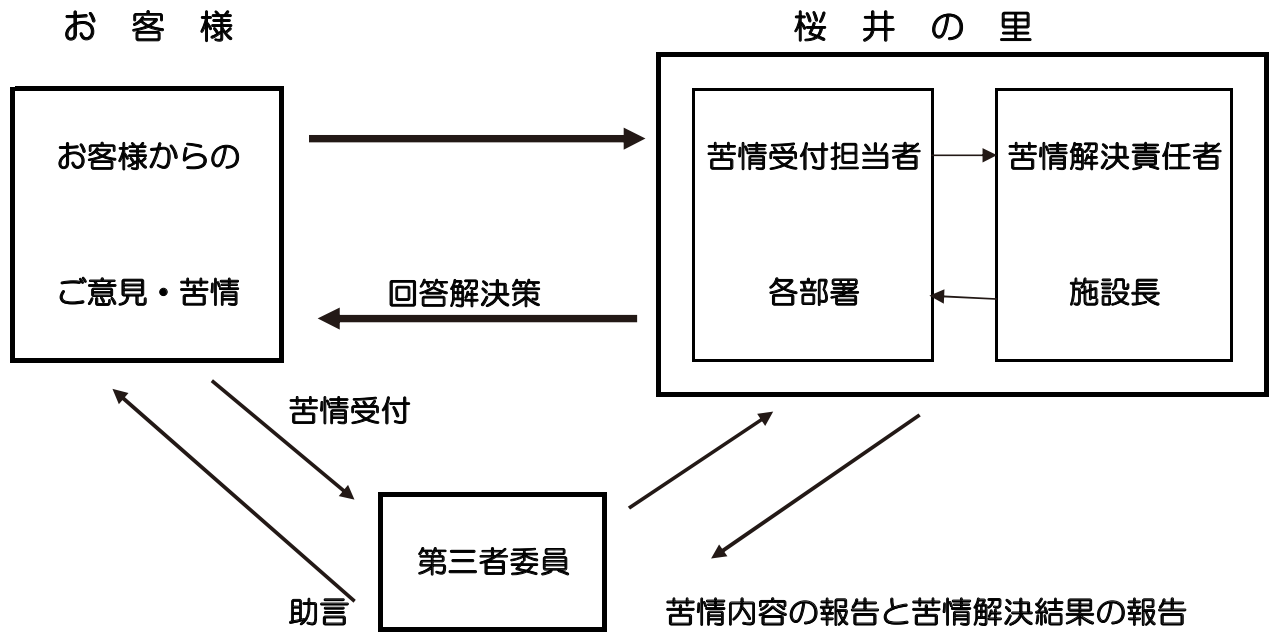 お　客　様
桜　井　の　里
お客様からの
ご意見・苦情
苦情受付担当者
各部署
苦情解決責任者
施設長
回答解決策
苦情受付
第三者委員
助言
苦情内容の報告と苦情解決結果の報告